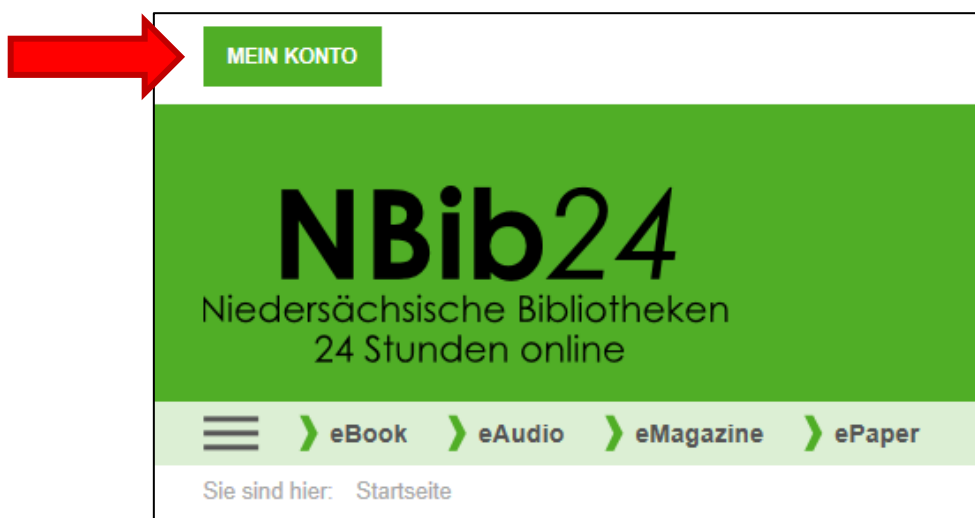 MEIN KONTO
NBib24
Niedersächsische Bibliotheken
24 Stunden online
eBook eAudio eMagazine ePaper
Sie sind hier: Startseite